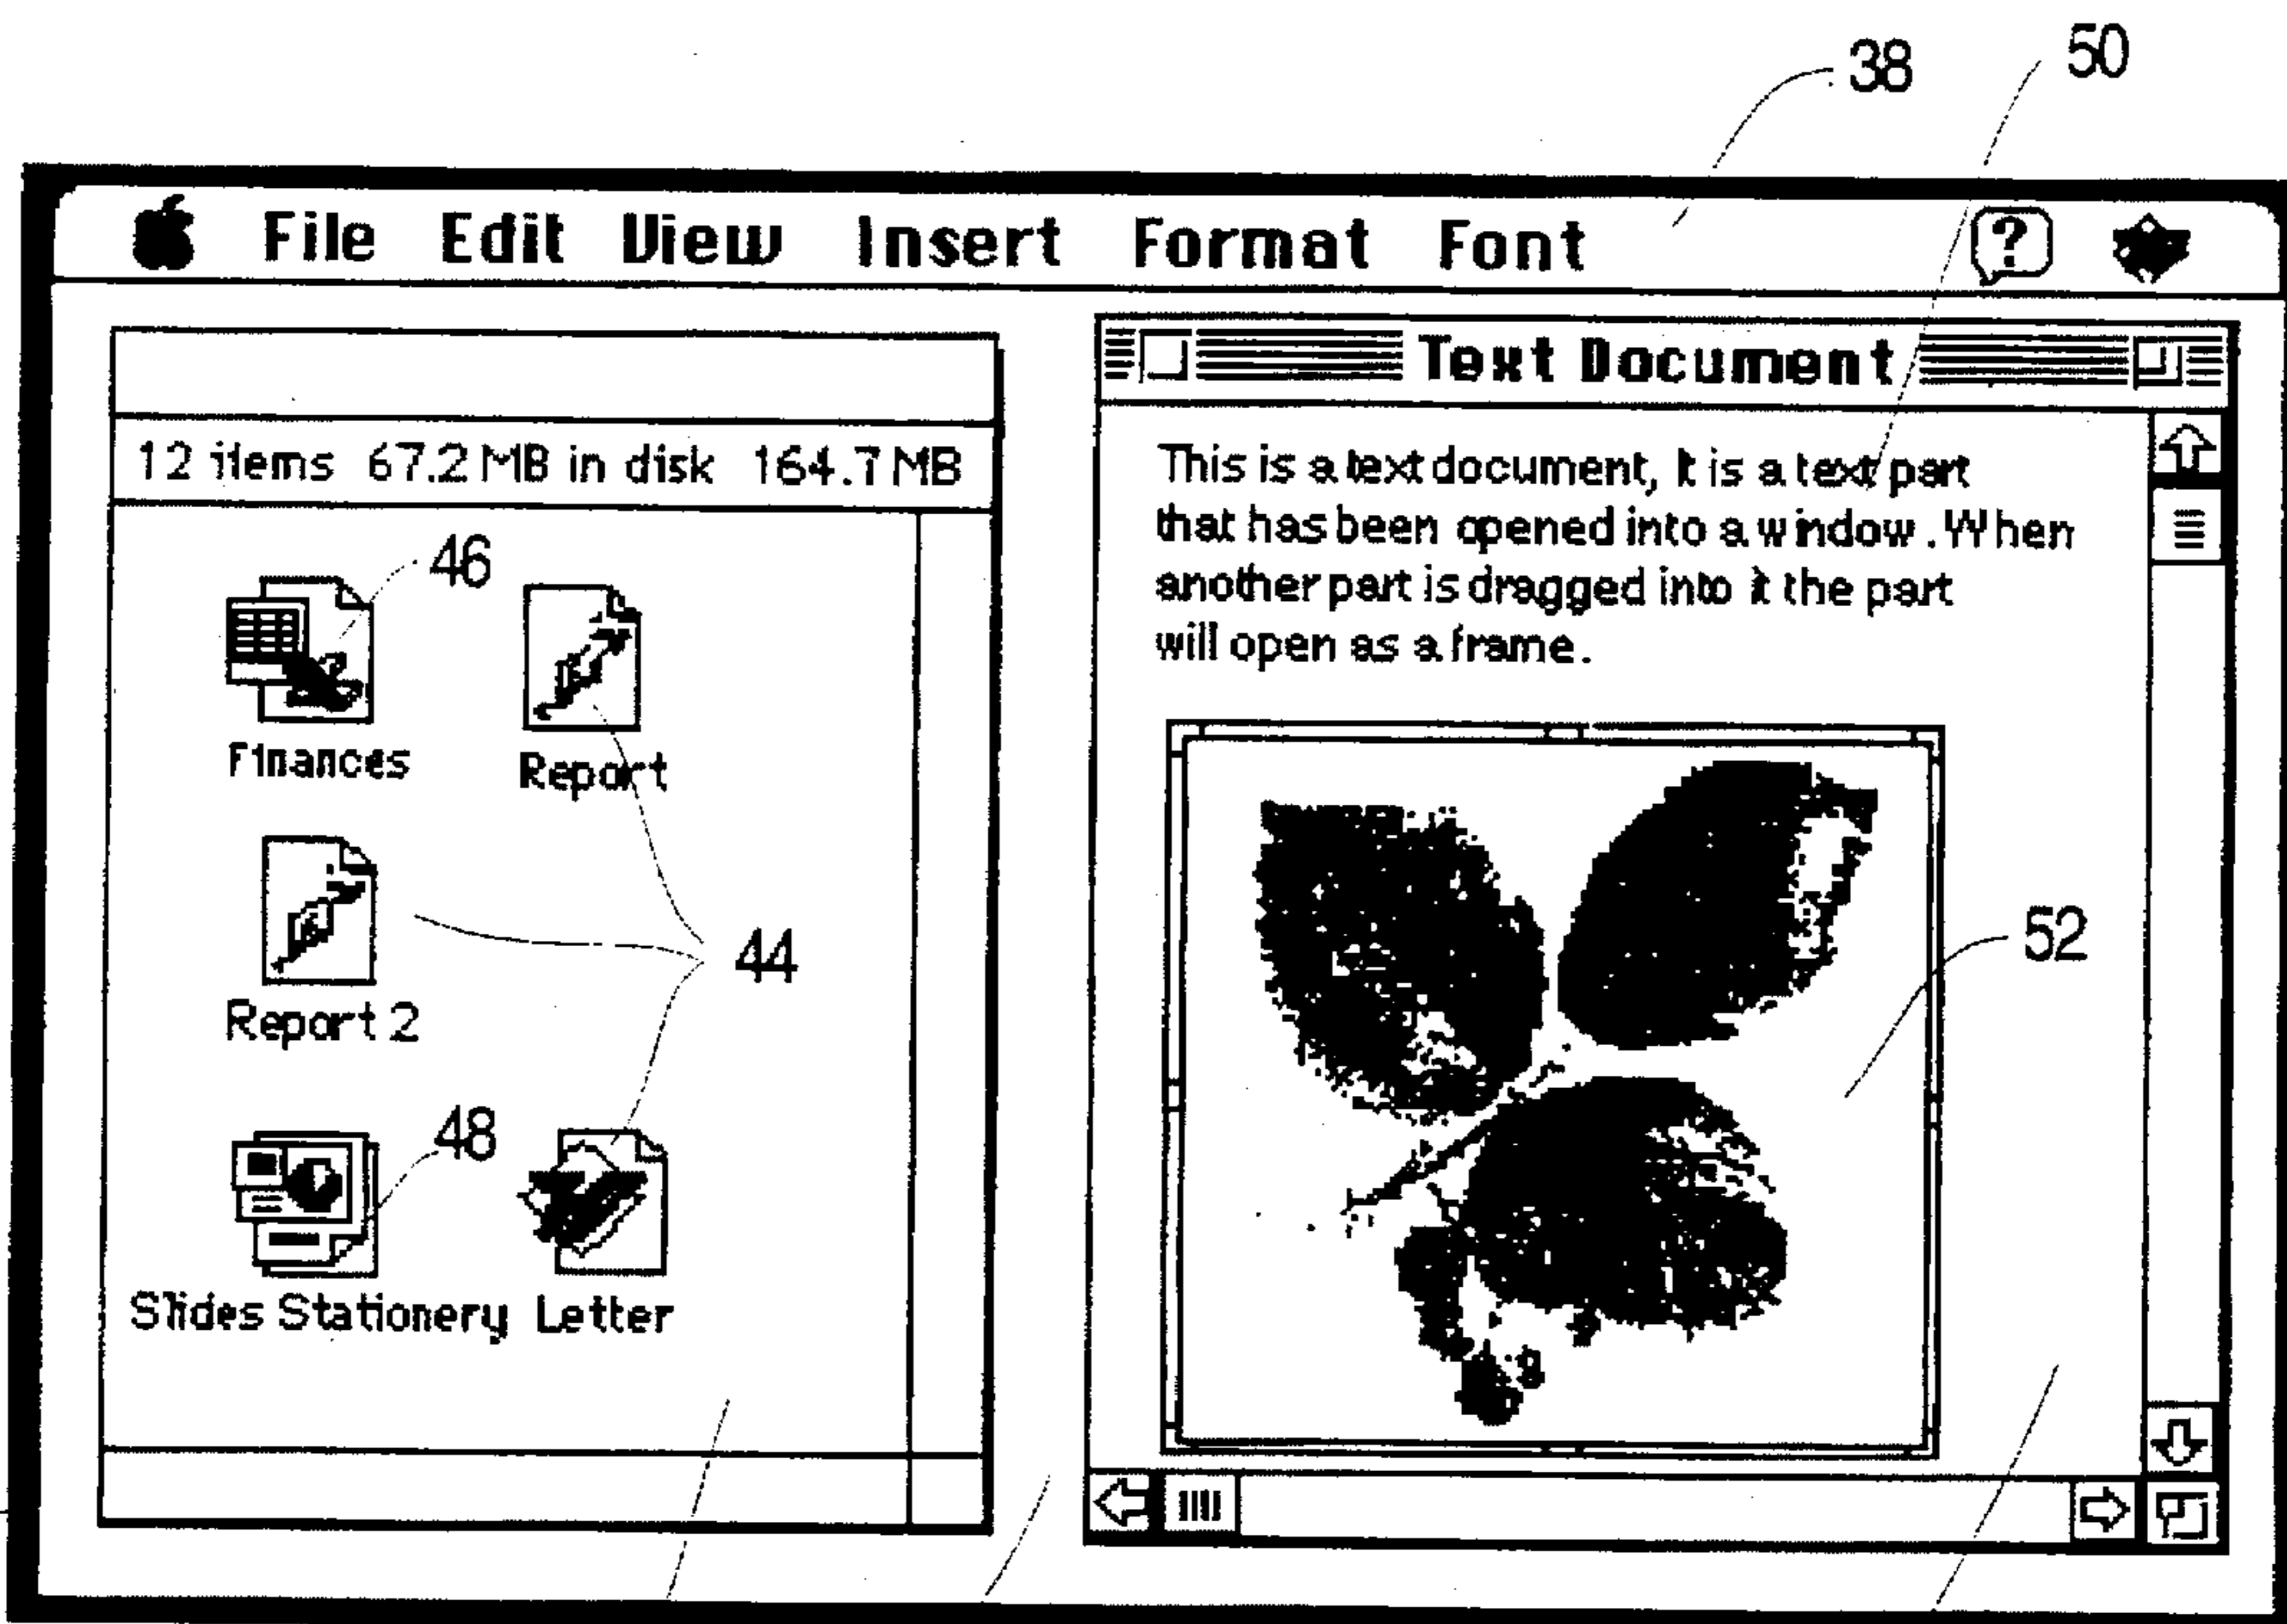 38
50
File Edit View Insert Format Font ?
12 items 67.2 MB in disk 164.7 MB
46
Finances
Report
44
Report 2
48
Slides Stationery
Letter
Text Document
This is a text document, it is a text part
that has been opened into a window. When
another part is dragged into it the part
will open as a frame.
52